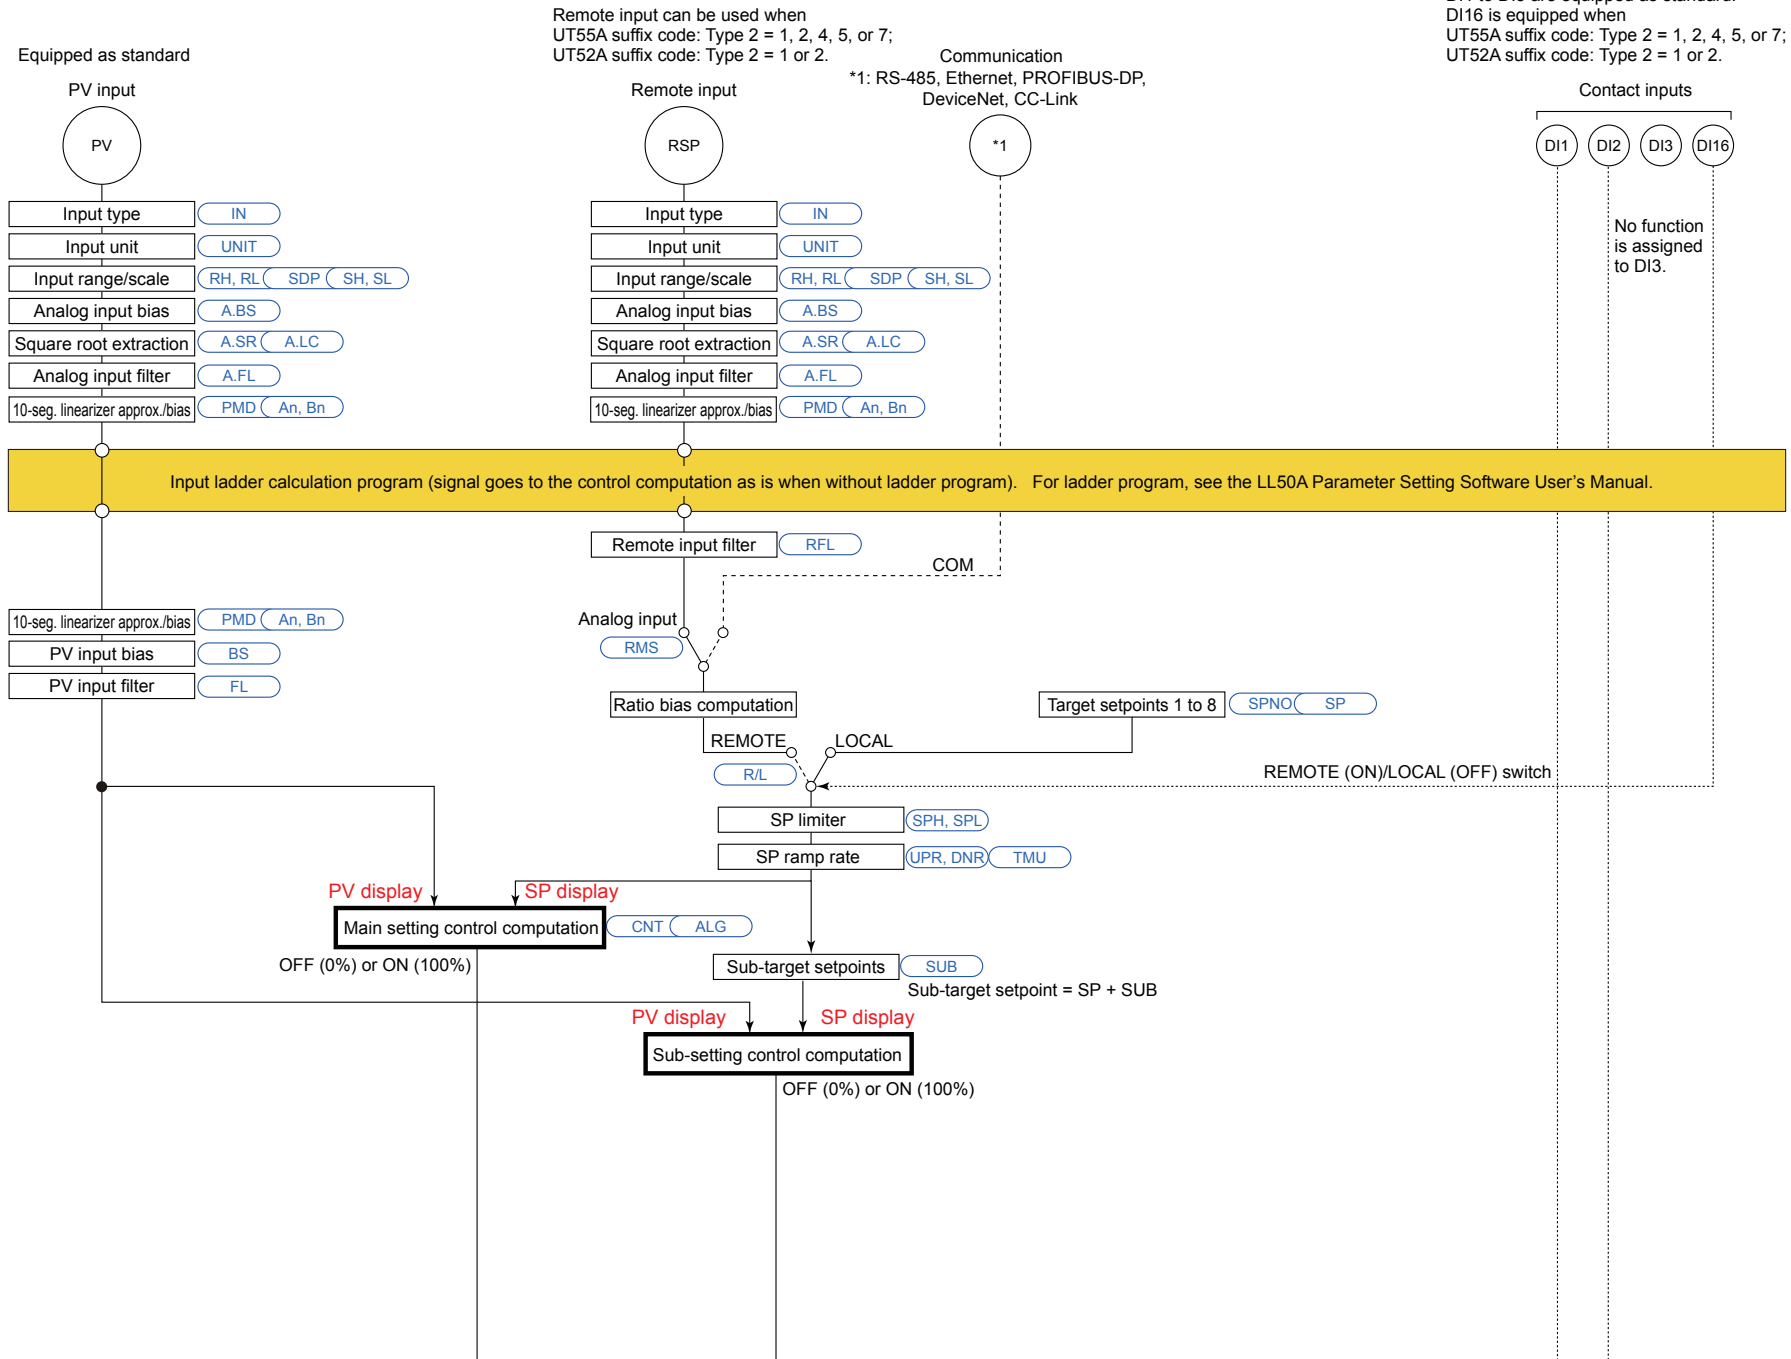 Remote input can be used when
UT55A suffix code: Type 2 = 1, 2, 4, 5, or 7;
UT52A suffix code: Type 2 = 1 or 2.
DI16 is equipped when
UT55A suffix code: Type 2 = 1, 2, 4, 5, or 7;
UT52A suffix code: Type 2 = 1 or 2.
Equipped as standard
Communication
*1: RS-485, Ethernet, PROFIBUS-DP,
DeviceNet, CC-Link
PV input
Remote input
Contact inputs
PV
RSP
*1
DI1 DI2 DI3 DI16
No function
is assigned
to DI3.
Input type IN
Input unit UNIT
Input range/scale RH, RL SDP SH, SL
Analog input bias A.BS
Square root extraction A.SR A.LC
Analog input filter A.FL
10-seg. linearizer approx./bias PMD An, Bn
Input type IN
Input unit UNIT
Input range/scale RH, RL SDP SH, SL
Analog input bias A.BS
Square root extraction A.SR A.LC
Analog input filter A.FL
10-seg. linearizer approx./bias PMD An, Bn
Input ladder calculation program (signal goes to the control computation as is when without ladder program). For ladder program, see the LL50A Parameter Setting Software User's Manual.
Remote input filter RFL
COM
10-seg. linearizer approx./bias PMD An, Bn
PV input bias BS
PV input filter FL
Analog input
RMS
Ratio bias computation
Target setpoints 1 to 8 SPNO SP
REMOTE LOCAL
R/L
REMOTE (ON)/LOCAL (OFF) switch
SP limiter SPH, SPL
SP ramp rate UPR, DNR TMU
PV display SP display
Main setting control computation CNT ALG
OFF (0%) or ON (100%)
Sub-target setpoints SUB
Sub-target setpoint = SP + SUB
PV display SP display
Sub-setting control computation
OFF (0%) or ON (100%)